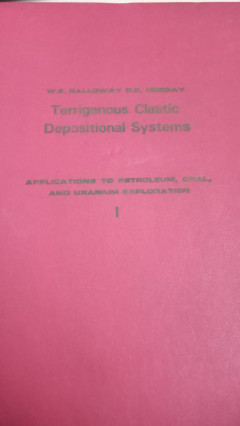 W.E. GALLOWAY D.K. HOBDAY
Terrigenous Clastic
Depositional Systems
APPLICATIONS TO PETROLEUM, COAL,
AND URANIUM EXPLORATION
I